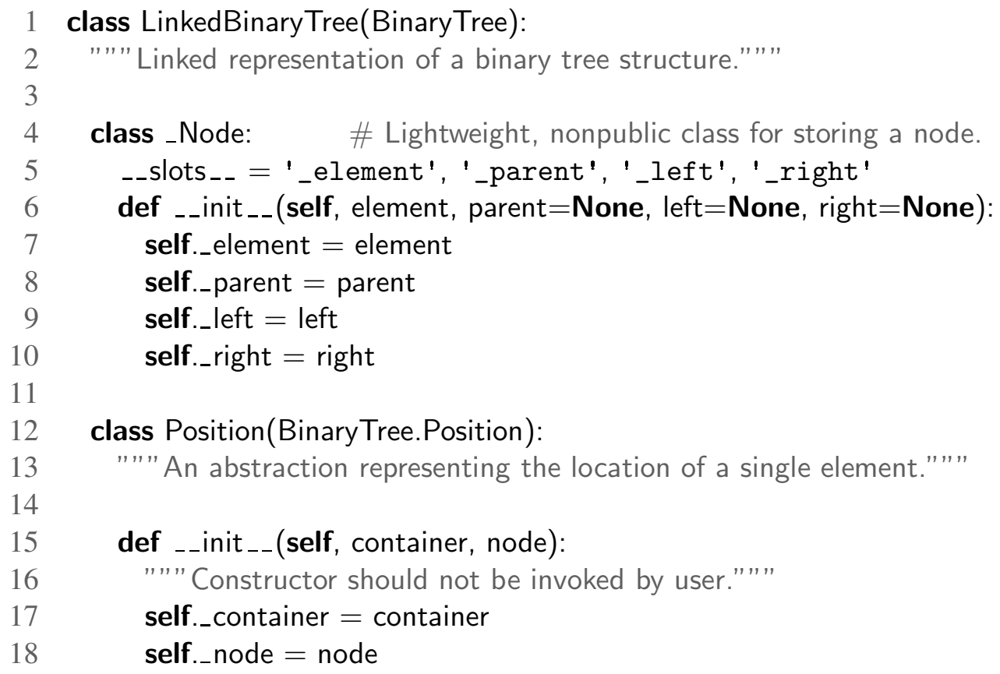 1 class LinkedBinaryTree(BinaryTree):
2 """Linked representation of a binary tree structure."""
3
4 class _Node: # Lightweight, nonpublic class for storing a node.
5 __slots__ = '_element', '_parent', '_left', '_right'
6 def __init__(self, element, parent=None, left=None, right=None):
7 self._element = element
8 self._parent = parent
9 self._left = left
10 self._right = right
11
12 class Position(BinaryTree.Position):
13 """An abstraction representing the location of a single element."""
14
15 def __init__(self, container, node):
16 """Constructor should not be invoked by user."""
17 self._container = container
18 self._node = node